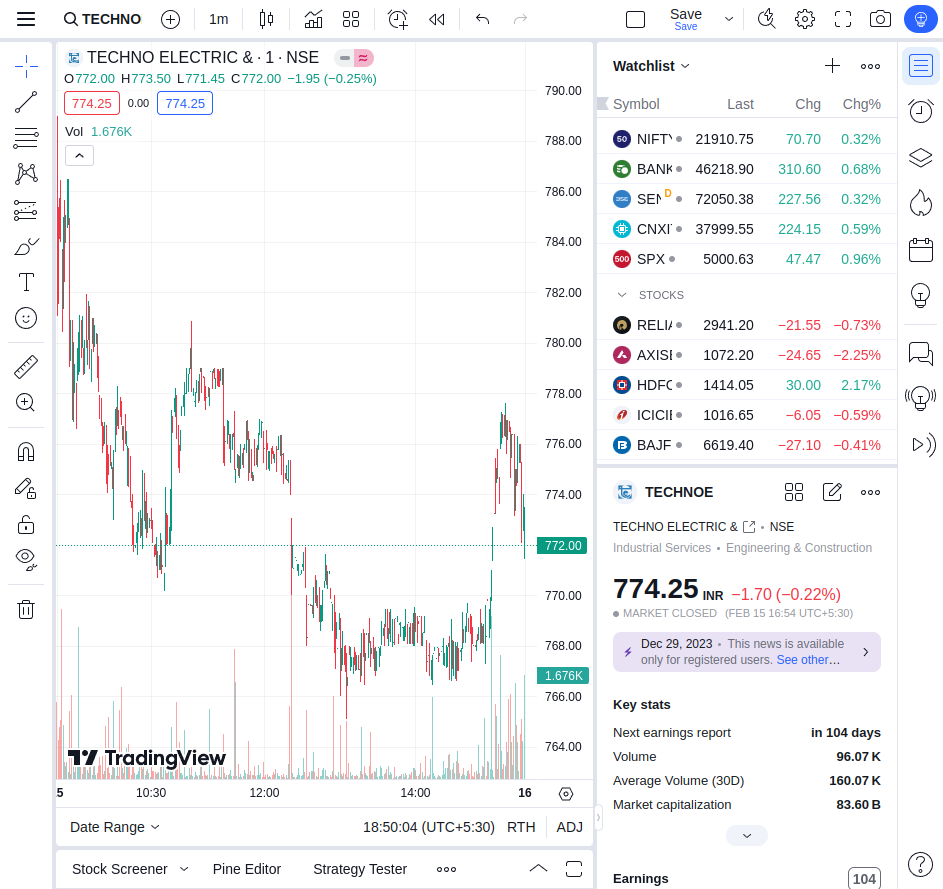 TECHNO 1m Save
Save
TECHNO ELECTRIC & · 1 · NSE
O772.00 H773.50 L771.45 C772.00 −1.95 (−0.25%)
774.25 0.00 774.25
Vol 1.676K
790.00
788.00
786.00
784.00
782.00
780.00
778.00
776.00
774.00
772.00
770.00
768.00
1.676K
766.00
764.00
TradingView
5 10:30 12:00 14:00 16
Date Range 18:50:04 (UTC+5:30) RTH ADJ
Stock Screener Pine Editor Strategy Tester
Watchlist
Symbol Last Chg Chg%
50 NIFTY 21910.75 70.70 0.32%
BANK 46218.90 310.60 0.68%
SEN D 72050.38 227.56 0.32%
CNXIT 37999.55 224.15 0.59%
500 SPX 5000.63 47.47 0.96%
STOCKS
RELIA 2941.20 −21.55 −0.73%
AXISB 1072.20 −24.65 −2.25%
HDFC 1414.05 30.00 2.17%
ICICIB 1016.65 −6.05 −0.59%
BAJF 6619.40 −27.10 −0.41%
TECHNOE
TECHNO ELECTRIC & • NSE
Industrial Services • Engineering & Construction
774.25 INR −1.70 (−0.22%)
MARKET CLOSED (FEB 15 16:54 UTC+5:30)
Dec 29, 2023 • This news is available
only for registered users. See other…
Key stats
Next earnings report in 104 days
Volume 96.07 K
Average Volume (30D) 160.07 K
Market capitalization 83.60 B
Earnings 104